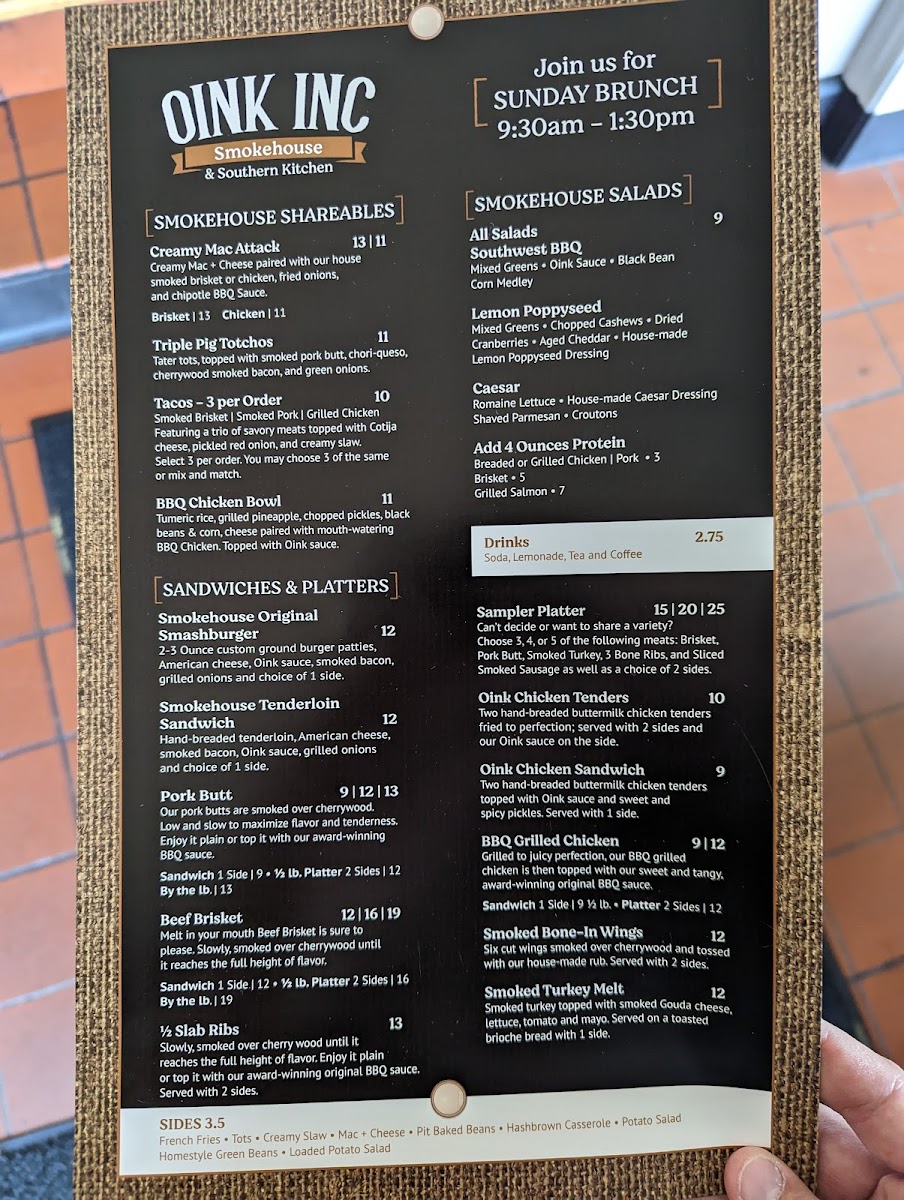 OINK INC
Smokehouse
& Southern Kitchen
[SMOKEHOUSE SHAREABLES]
Creamy Mac Attack 13 | 11
Creamy Mac + Cheese paired with our house
smoked brisket or chicken, fried onions,
and chipotle BBQ Sauce.
Brisket | 13 Chicken | 11
Triple Pig Totchos 11
Tater tots, topped with smoked pork butt, chori-queso,
cherrywood smoked bacon, and green onions.
Tacos – 3 per Order 10
Smoked Brisket | Smoked Pork | Grilled Chicken
Featuring a trio of savory meats topped with Cotija
cheese, pickled red onion, and creamy slaw.
Select 3 per order. You may choose 3 of the same
or mix and match.
BBQ Chicken Bowl 11
Tumeric rice, grilled pineapple, chopped pickles, black
beans & corn, cheese paired with mouth-watering
BBQ Chicken. Topped with Oink sauce.
[SANDWICHES & PLATTERS]
Smokehouse Original
Smashburger 12
2-3 Ounce custom ground burger patties,
American cheese, Oink sauce, smoked bacon,
grilled onions and choice of 1 side.
Smokehouse Tenderloin
Sandwich 12
Hand-breaded tenderloin, American cheese,
smoked bacon, Oink sauce, grilled onions
and choice of 1 side.
Pork Butt 9 | 12 | 13
Our pork butts are smoked over cherrywood.
Low and slow to maximize flavor and tenderness.
Enjoy it plain or top it with our award-winning
BBQ sauce.
Sandwich 1 Side | 9 • ½ lb. Platter 2 Sides | 12
By the lb. | 13
Beef Brisket 12 | 16 | 19
Melt in your mouth Beef Brisket is sure to
please. Slowly, smoked over cherrywood until
it reaches the full height of flavor.
Sandwich 1 Side | 12 • ½ lb. Platter 2 Sides | 16
By the lb. | 19
½ Slab Ribs 13
Slowly, smoked over cherry wood until it
reaches the full height of flavor. Enjoy it plain
or top it with our award-winning original BBQ sauce.
Served with 2 sides.
Join us for
[SUNDAY BRUNCH]
9:30am – 1:30pm
[SMOKEHOUSE SALADS]
All Salads 9
Southwest BBQ
Mixed Greens • Oink Sauce • Black Bean
Corn Medley
Lemon Poppyseed
Mixed Greens • Chopped Cashews • Dried
Cranberries • Aged Cheddar • House-made
Lemon Poppyseed Dressing
Caesar
Romaine Lettuce • House-made Caesar Dressing
Shaved Parmesan • Croutons
Add 4 Ounces Protein
Breaded or Grilled Chicken | Pork • 3
Brisket • 5
Grilled Salmon • 7
Drinks 2.75
Soda, Lemonade, Tea and Coffee
Sampler Platter 15 | 20 | 25
Can't decide or want to share a variety?
Choose 3, 4, or 5 of the following meats: Brisket,
Pork Butt, Smoked Turkey, 3 Bone Ribs, and Sliced
Smoked Sausage as well as a choice of 2 sides.
Oink Chicken Tenders 10
Two hand-breaded buttermilk chicken tenders
fried to perfection; served with 2 sides and
our Oink sauce on the side.
Oink Chicken Sandwich 9
Two hand-breaded buttermilk chicken tenders
topped with Oink sauce and sweet and
spicy pickles. Served with 1 side.
BBQ Grilled Chicken 9 | 12
Grilled to juicy perfection, our BBQ grilled
chicken is then topped with our sweet and tangy,
award-winning original BBQ sauce.
Sandwich 1 Side | 9 ½ lb. • Platter 2 Sides | 12
Smoked Bone-In Wings 12
Six cut wings smoked over cherrywood and tossed
with our house-made rub. Served with 2 sides.
Smoked Turkey Melt 12
Smoked turkey topped with smoked Gouda cheese,
lettuce, tomato and mayo. Served on a toasted
brioche bread with 1 side.
SIDES 3.5
French Fries • Tots • Creamy Slaw • Mac + Cheese • Pit Baked Beans • Hashbrown Casserole • Potato Salad
Homestyle Green Beans • Loaded Potato Salad